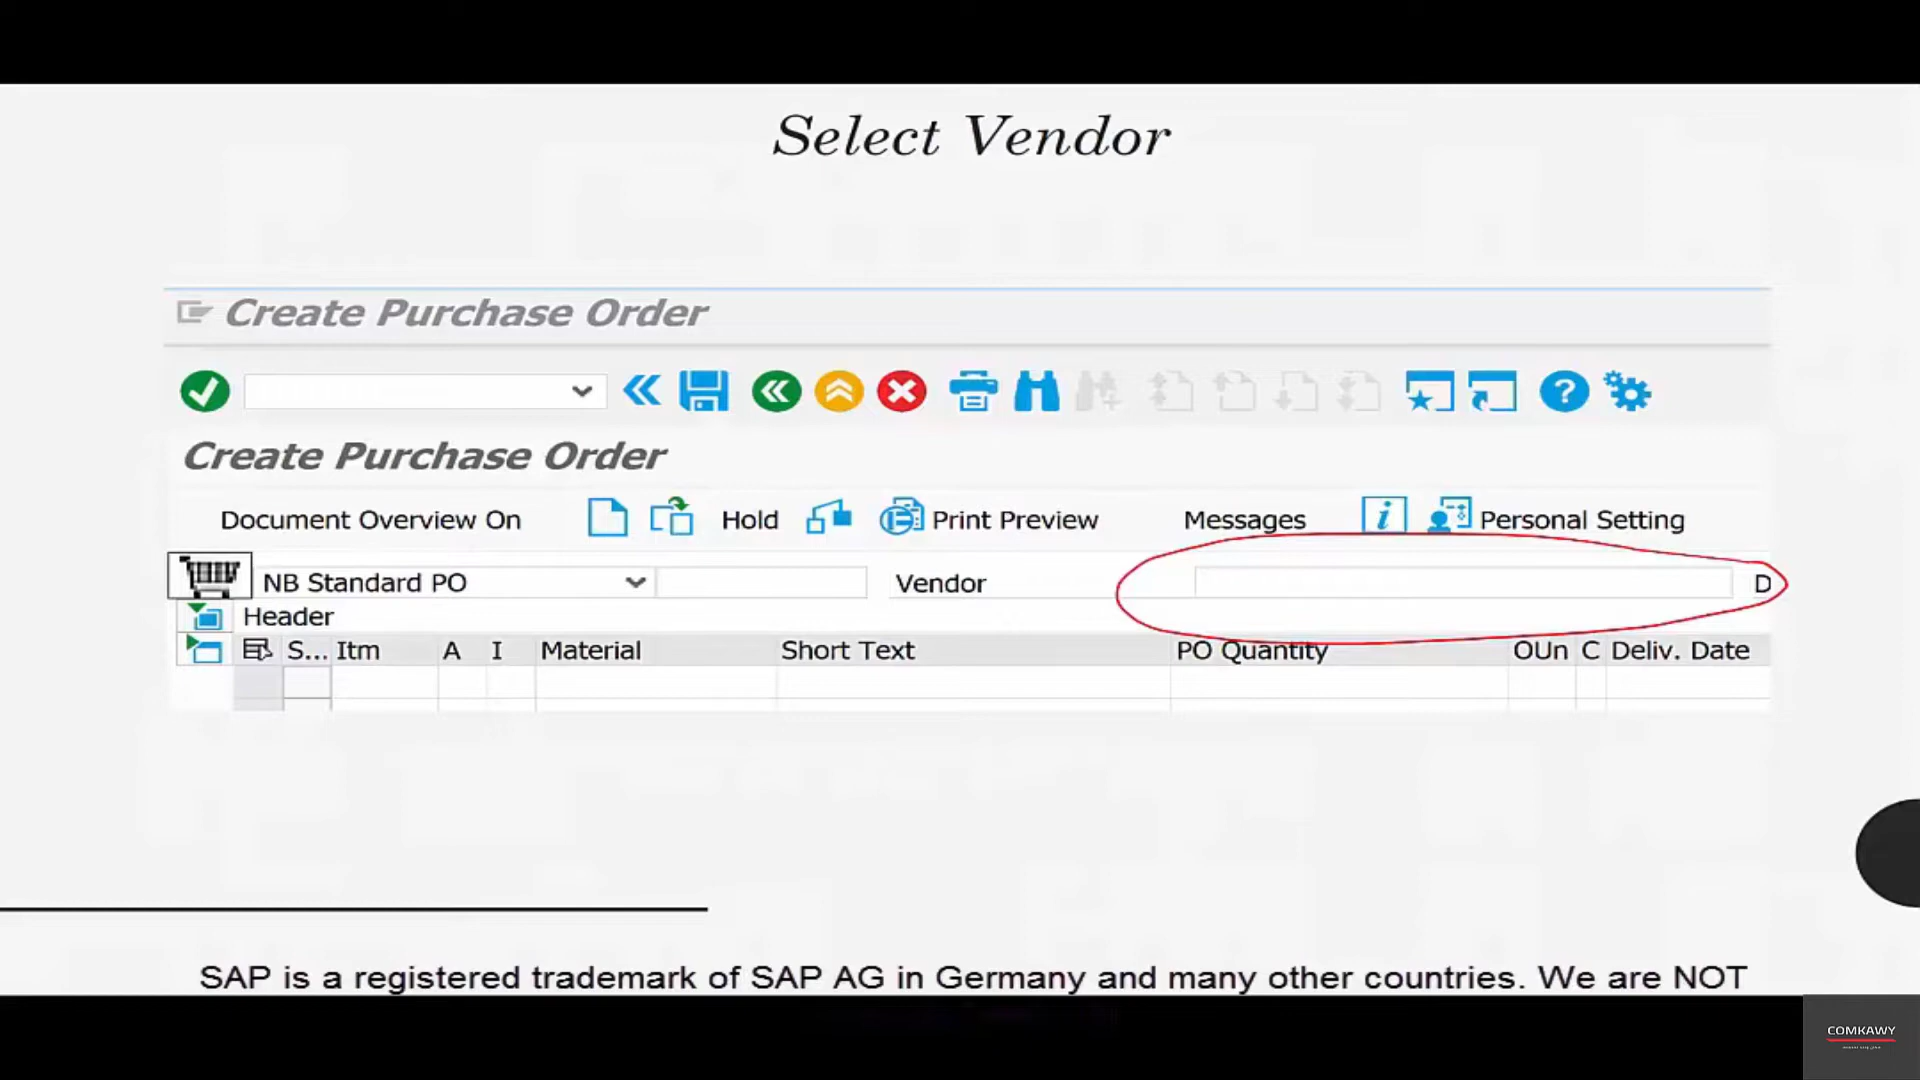 Select Vendor
Create Purchase Order
Create Purchase Order
Document Overview On Hold Print Preview Messages Personal Setting
NB Standard PO Vendor D
Header
S... Itm A I Material Short Text PO Quantity OUn C Deliv. Date
SAP is a registered trademark of SAP AG in Germany and many other countries. We are NOT
COMKAWY